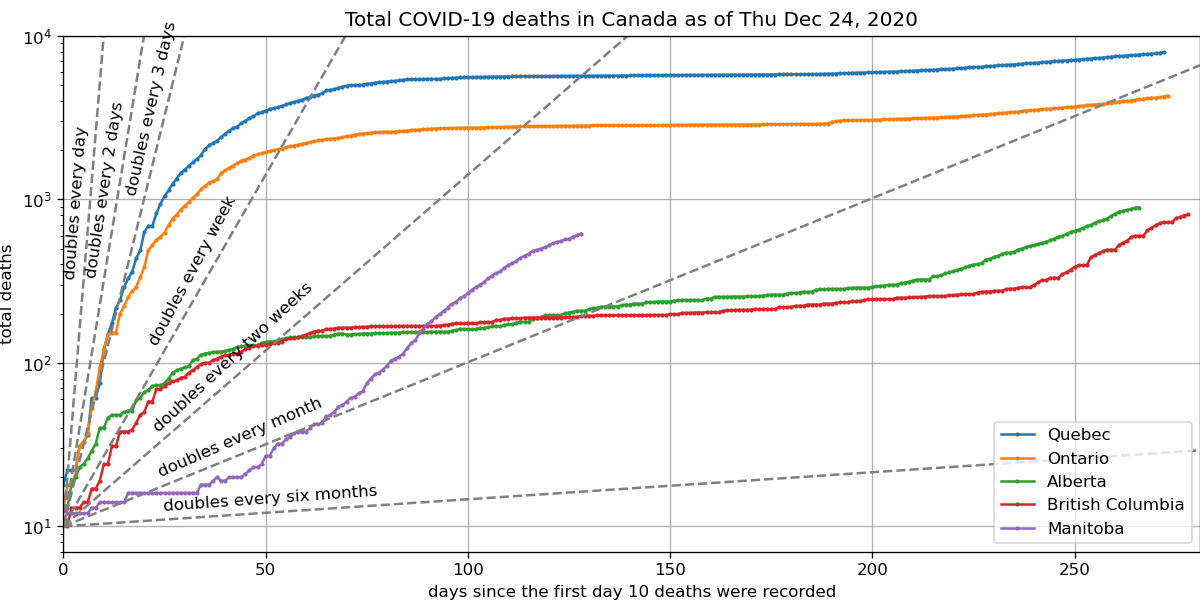 Total COVID-19 deaths in Canada as of Thu Dec 24, 2020
total deaths
10⁴
10³
10²
10¹
doubles every day
doubles every 2 days
doubles every 3 days
doubles every week
doubles every two weeks
doubles every month
doubles every six months
Quebec
Ontario
Alberta
British Columbia
Manitoba
0 50 100 150 200 250
days since the first day 10 deaths were recorded